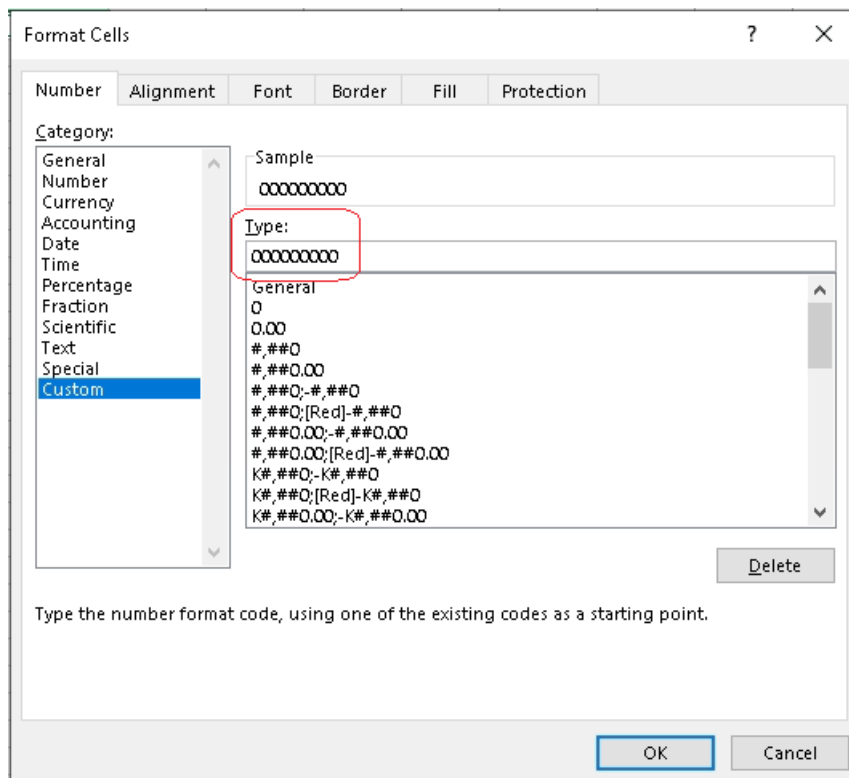 Format Cells
? X
Number Alignment Font Border Fill Protection
Category:
General
Number
Currency
Accounting
Date
Time
Percentage
Fraction
Scientific
Text
Special
Custom
Sample
000000000
Type:
000000000
General
0
0.00
#,##0
#,##0.00
#,##0;-#,##0
#,##0;[Red]-#,##0
#,##0.00;-#,##0.00
#,##0.00;[Red]-#,##0.00
K#,##0;-K#,##0
K#,##0;[Red]-K#,##0
K#,##0.00;-K#,##0.00
Delete
Type the number format code, using one of the existing codes as a starting point.
OK Cancel